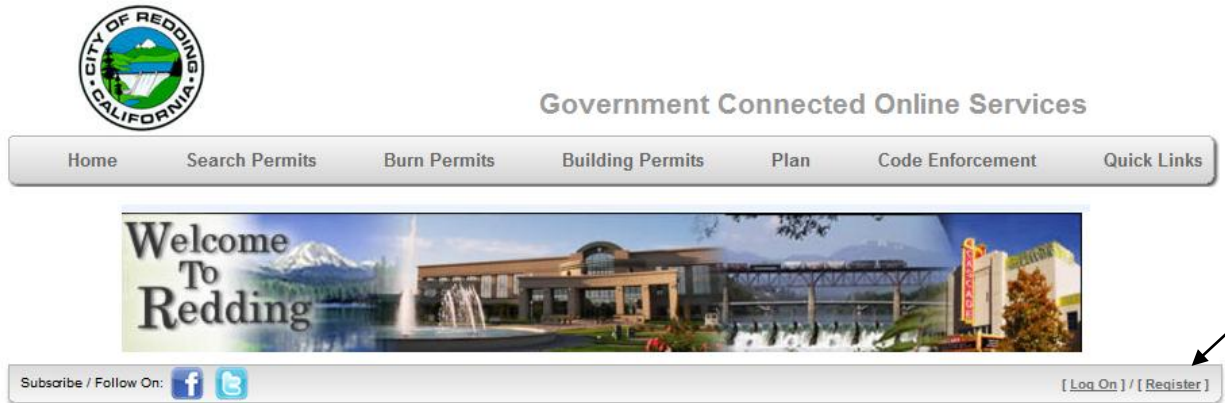 CITY OF REDDING
CALIFORNIA
Government Connected Online Services
Home Search Permits Burn Permits Building Permits Plan Code Enforcement Quick Links
Welcome
To
Redding
CASCADE
Subscribe / Follow On:
[ Log On ] / [ Register ]